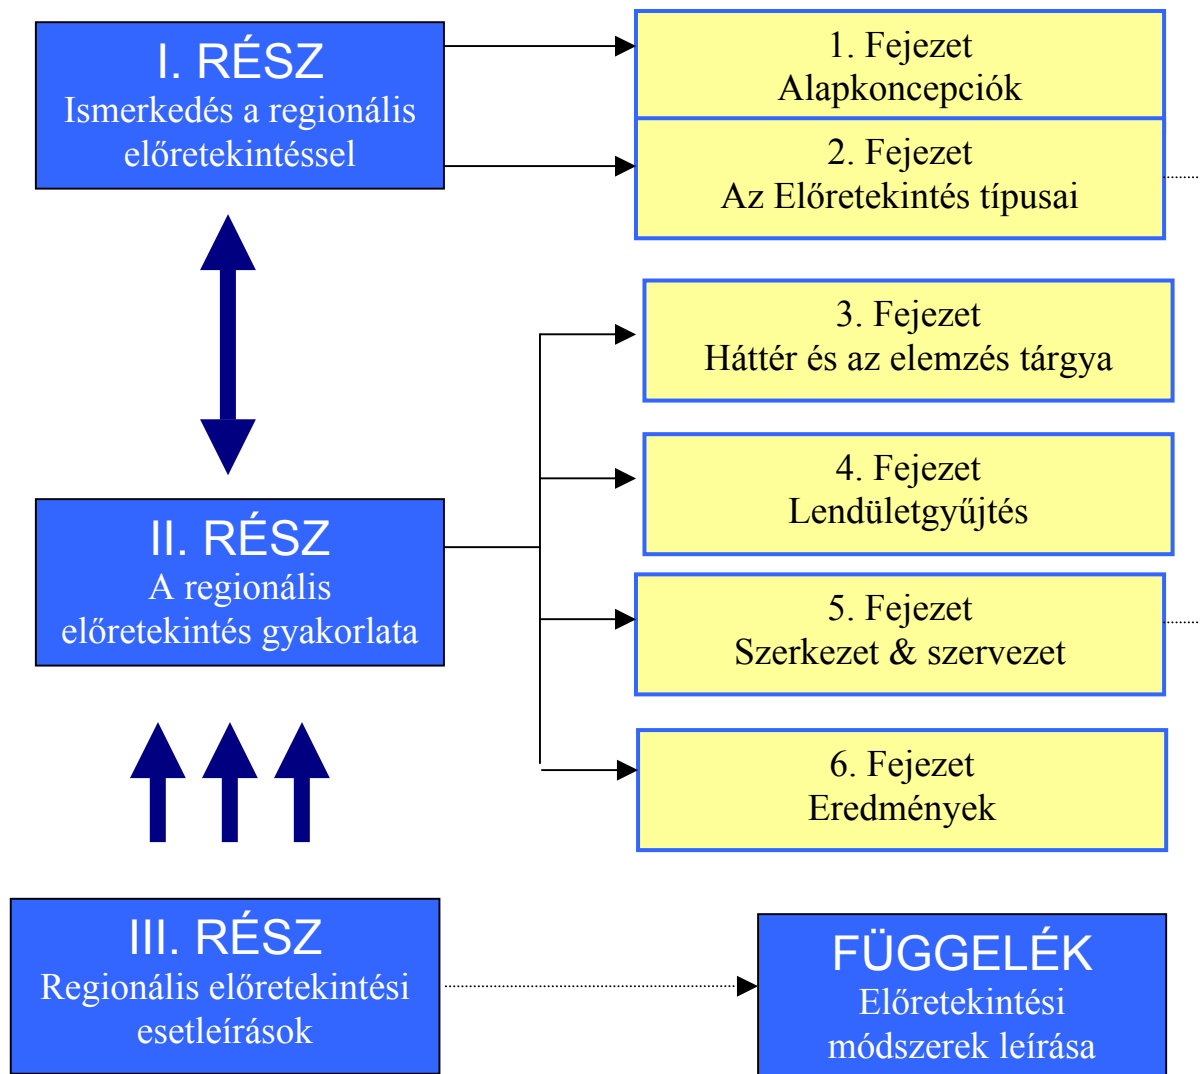 I. RÉSZ
Ismerkedés a regionális
előretekintéssel
1. Fejezet
Alapkoncepciók
2. Fejezet
Az Előretekintés típusai
II. RÉSZ
A regionális
előretekintés gyakorlata
3. Fejezet
Háttér és az elemzés tárgya
4. Fejezet
Lendületgyűjtés
5. Fejezet
Szerkezet & szervezet
6. Fejezet
Eredmények
III. RÉSZ
Regionális előretekintési
esetleírások
FÜGGELÉK
Előretekintési
módszerek leírása